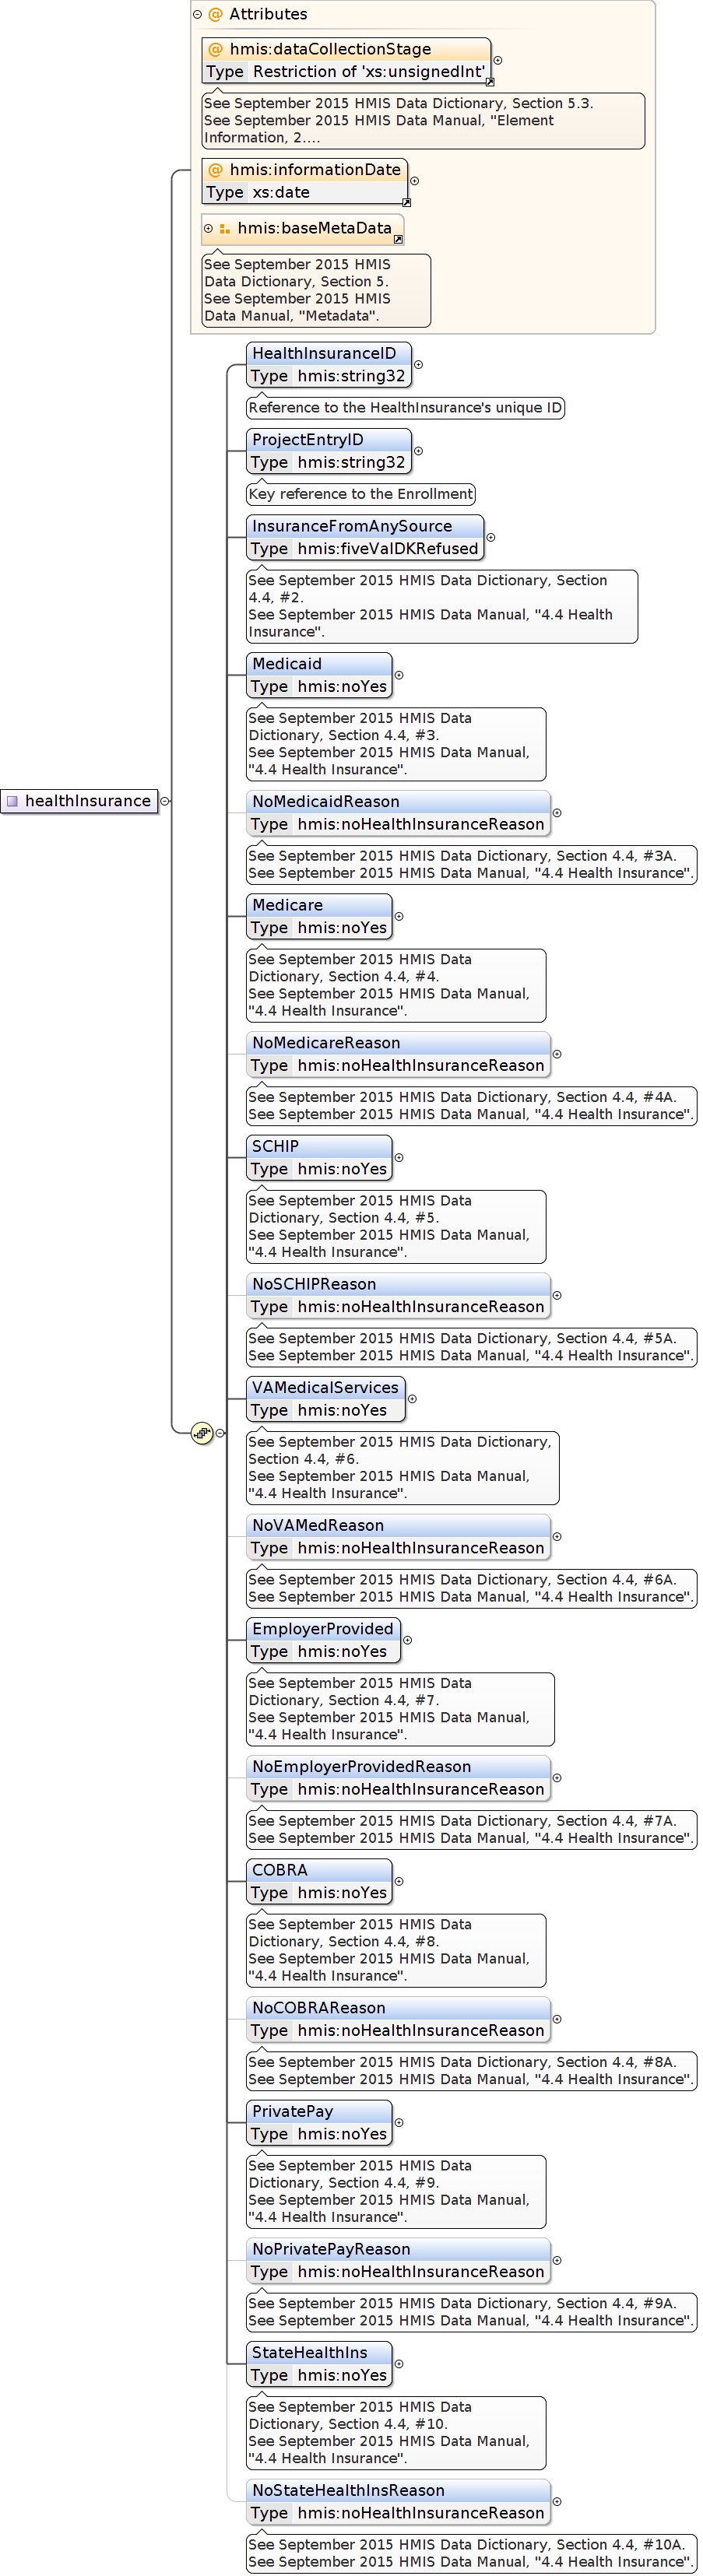 @ Attributes
@ hmis:dataCollectionStage
Type Restriction of 'xs:unsignedInt'
See September 2015 HMIS Data Dictionary, Section 5.3.
See September 2015 HMIS Data Manual, "Element
Information, 2....
@ hmis:informationDate
Type xs:date
hmis:baseMetaData
See September 2015 HMIS
Data Dictionary, Section 5.
See September 2015 HMIS
Data Manual, "Metadata".
HealthInsuranceID
Type hmis:string32
Reference to the HealthInsurance's unique ID
ProjectEntryID
Type hmis:string32
Key reference to the Enrollment
InsuranceFromAnySource
Type hmis:fiveValDKRefused
See September 2015 HMIS Data Dictionary, Section
4.4, #2.
See September 2015 HMIS Data Manual, "4.4 Health
Insurance".
Medicaid
Type hmis:noYes
See September 2015 HMIS Data
Dictionary, Section 4.4, #3.
See September 2015 HMIS Data Manual,
"4.4 Health Insurance".
healthInsurance
NoMedicaidReason
Type hmis:noHealthInsuranceReason
See September 2015 HMIS Data Dictionary, Section 4.4, #3A.
See September 2015 HMIS Data Manual, "4.4 Health Insurance".
Medicare
Type hmis:noYes
See September 2015 HMIS Data
Dictionary, Section 4.4, #4.
See September 2015 HMIS Data Manual,
"4.4 Health Insurance".
NoMedicareReason
Type hmis:noHealthInsuranceReason
See September 2015 HMIS Data Dictionary, Section 4.4, #4A.
See September 2015 HMIS Data Manual, "4.4 Health Insurance".
SCHIP
Type hmis:noYes
See September 2015 HMIS Data
Dictionary, Section 4.4, #5.
See September 2015 HMIS Data Manual,
"4.4 Health Insurance".
NoSCHIPReason
Type hmis:noHealthInsuranceReason
See September 2015 HMIS Data Dictionary, Section 4.4, #5A.
See September 2015 HMIS Data Manual, "4.4 Health Insurance".
VAMedicalServices
Type hmis:noYes
See September 2015 HMIS Data Dictionary,
Section 4.4, #6.
See September 2015 HMIS Data Manual,
"4.4 Health Insurance".
NoVAMedReason
Type hmis:noHealthInsuranceReason
See September 2015 HMIS Data Dictionary, Section 4.4, #6A.
See September 2015 HMIS Data Manual, "4.4 Health Insurance".
EmployerProvided
Type hmis:noYes
See September 2015 HMIS Data
Dictionary, Section 4.4, #7.
See September 2015 HMIS Data Manual,
"4.4 Health Insurance".
NoEmployerProvidedReason
Type hmis:noHealthInsuranceReason
See September 2015 HMIS Data Dictionary, Section 4.4, #7A.
See September 2015 HMIS Data Manual, "4.4 Health Insurance".
COBRA
Type hmis:noYes
See September 2015 HMIS Data
Dictionary, Section 4.4, #8.
See September 2015 HMIS Data Manual,
"4.4 Health Insurance".
NoCOBRAReason
Type hmis:noHealthInsuranceReason
See September 2015 HMIS Data Dictionary, Section 4.4, #8A.
See September 2015 HMIS Data Manual, "4.4 Health Insurance".
PrivatePay
Type hmis:noYes
See September 2015 HMIS Data
Dictionary, Section 4.4, #9.
See September 2015 HMIS Data Manual,
"4.4 Health Insurance".
NoPrivatePayReason
Type hmis:noHealthInsuranceReason
See September 2015 HMIS Data Dictionary, Section 4.4, #9A.
See September 2015 HMIS Data Manual, "4.4 Health Insurance".
StateHealthIns
Type hmis:noYes
See September 2015 HMIS Data
Dictionary, Section 4.4, #10.
See September 2015 HMIS Data Manual,
"4.4 Health Insurance".
NoStateHealthInsReason
Type hmis:noHealthInsuranceReason
See September 2015 HMIS Data Dictionary, Section 4.4, #10A.
See September 2015 HMIS Data Manual, "4.4 Health Insurance".